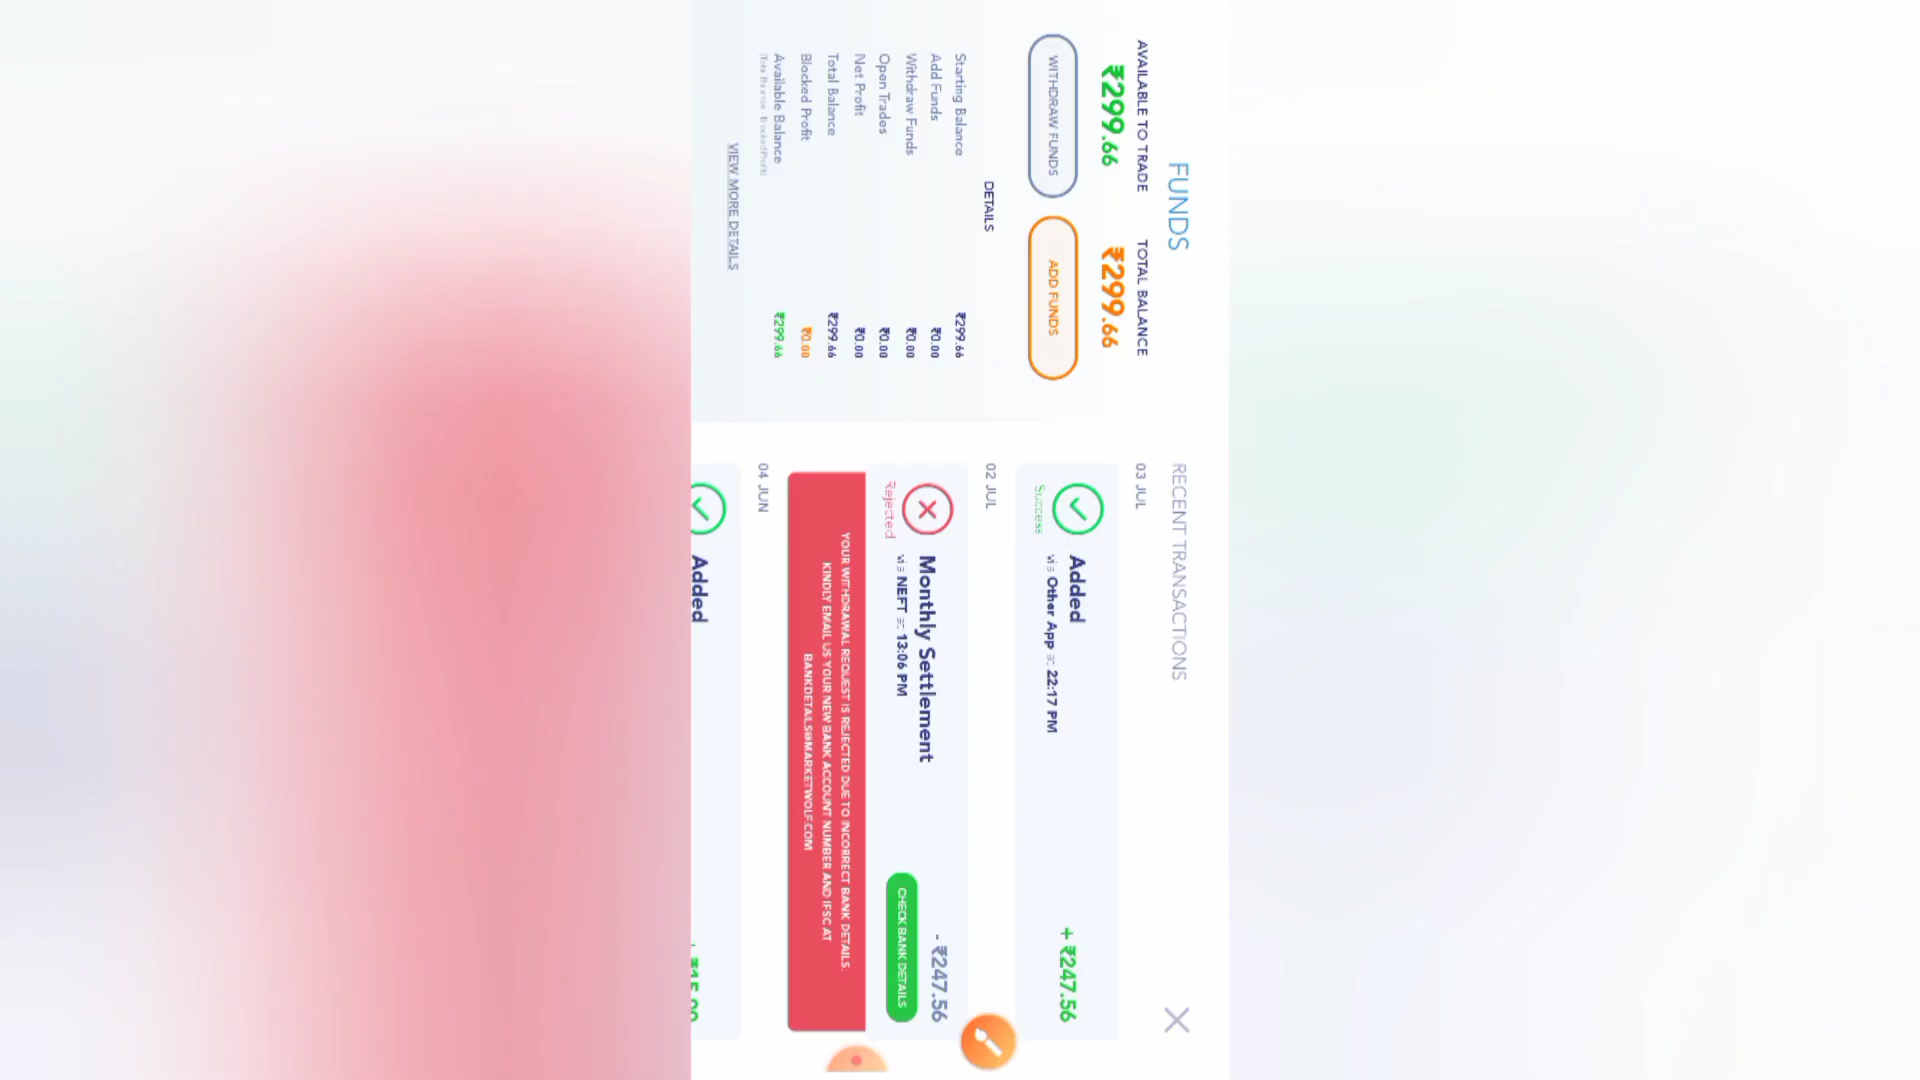 FUNDS
AVAILABLE TO TRADE
TOTAL BALANCE
₹299.66
₹299.66
WITHDRAW FUNDS
ADD FUNDS
DETAILS
Starting Balance ₹299.66
Add Funds ₹0.00
Withdraw Funds ₹0.00
Open Trades ₹0.00
Net Profit ₹0.00
Total Balance ₹299.66
Blocked Profit ₹0.00
Available Balance ₹299.66
(Total Balance - Blocked Profit)
VIEW MORE DETAILS
RECENT TRANSACTIONS
03 JUL
Added
+ ₹247.56
via Other App at 22:17 PM
Success
02 JUL
Monthly Settlement
- ₹247.56
via NEFT at 13:06 PM
CHECK BANK DETAILS
Rejected
YOUR WITHDRAWAL REQUEST IS REJECTED DUE TO INCORRECT BANK DETAILS.
KINDLY EMAIL US YOUR NEW BANK ACCOUNT NUMBER AND IFSC AT
BANKDETAILS@MARKETWOLF.COM
04 JUN
Added